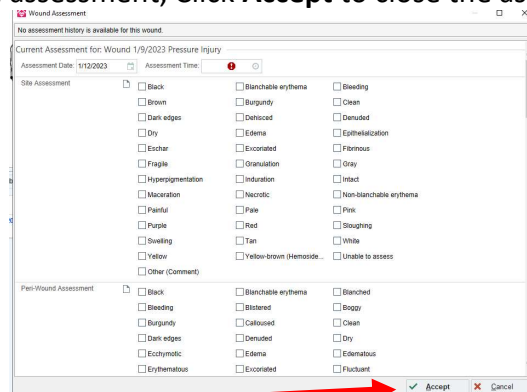 assessment, Click Accept to close the as
Wound Assessment
No assessment history is available for this wound.
Current Assessment for: Wound 1/9/2023 Pressure Injury
Assessment Date: 1/12/2023 Assessment Time:
Site Assessment Black Blanchable erythema Bleeding
Brown Burgundy Clean
Dark edges Dehisced Denuded
Dry Edema Epithelialization
Eschar Excoriated Fibrinous
Fragile Granulation Gray
Hyperpigmentation Induration Intact
Maceration Necrotic Non-blanchable erythema
Painful Pale Pink
Purple Red Sloughing
Swelling Tan White
Yellow Yellow-brown (Hemoside... Unable to assess
Other (Comment)
Peri-Wound Assessment Black Blanchable erythema Blanched
Bleeding Blistered Boggy
Burgundy Calloused Clean
Dark edges Denuded Dry
Ecchymotic Edema Edematous
Erythematous Excoriated Fluctuant
Accept Cancel